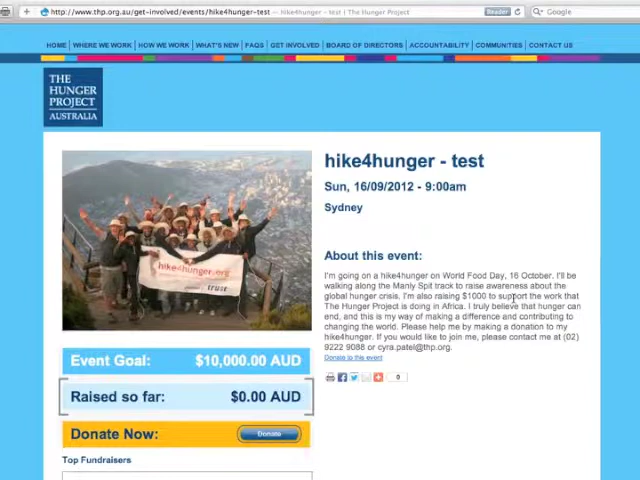 http://www.thp.org.au/get-involved/events/hike4hunger-test — hike4hunger - test | The Hunger Project
Reader
Google
HOME WHERE WE WORK HOW WE WORK WHAT'S NEW FAQS GET INVOLVED BOARD OF DIRECTORS ACCOUNTABILITY COMMUNITIES CONTACT US
THE
HUNGER
PROJECT
AUSTRALIA
hike4hunger - test
Sun, 16/09/2012 - 9:00am
Sydney
hike4hunger.org
trust
About this event:
I'm going on a hike4hunger on World Food Day, 16 October. I'll be
walking along the Manly Spit track to raise awareness about the
global hunger crisis. I'm also raising $1000 to support the work that
The Hunger Project is doing in Africa. I truly believe that hunger can
end, and this is my way of making a difference and contributing to
changing the world. Please help me by making a donation to my
hike4hunger. If you would like to join me, please contact me at (02)
9222 9088 or cyra.patel@thp.org.
Donate to this event
0
Event Goal: $10,000.00 AUD
Raised so far: $0.00 AUD
Donate Now: Donate
Top Fundraisers